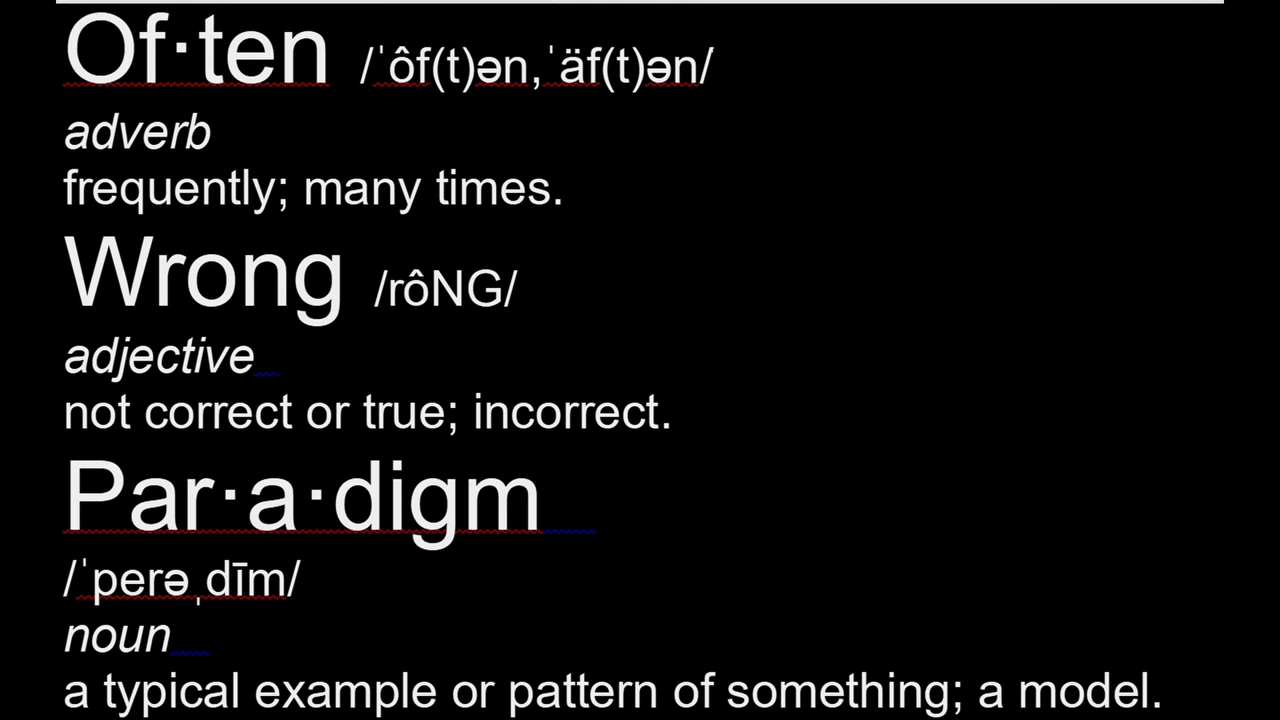 Of·ten /ˈôf(t)ən,ˈäf(t)ən/
adverb
frequently; many times.
Wrong /rôNG/
adjective
not correct or true; incorrect.
Par·a·digm
/ˈperəˌdīm/
noun
a typical example or pattern of something; a model.